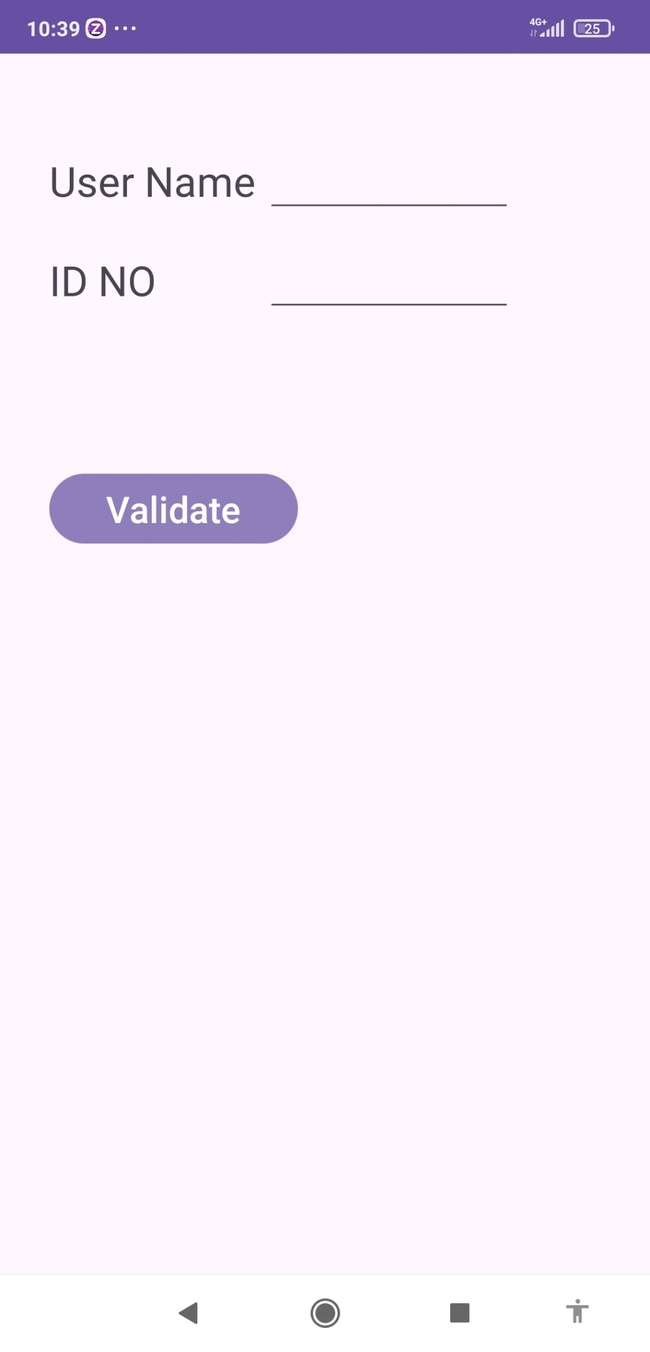 10:39 Z ... 4G+ 25
User Name
ID NO
Validate